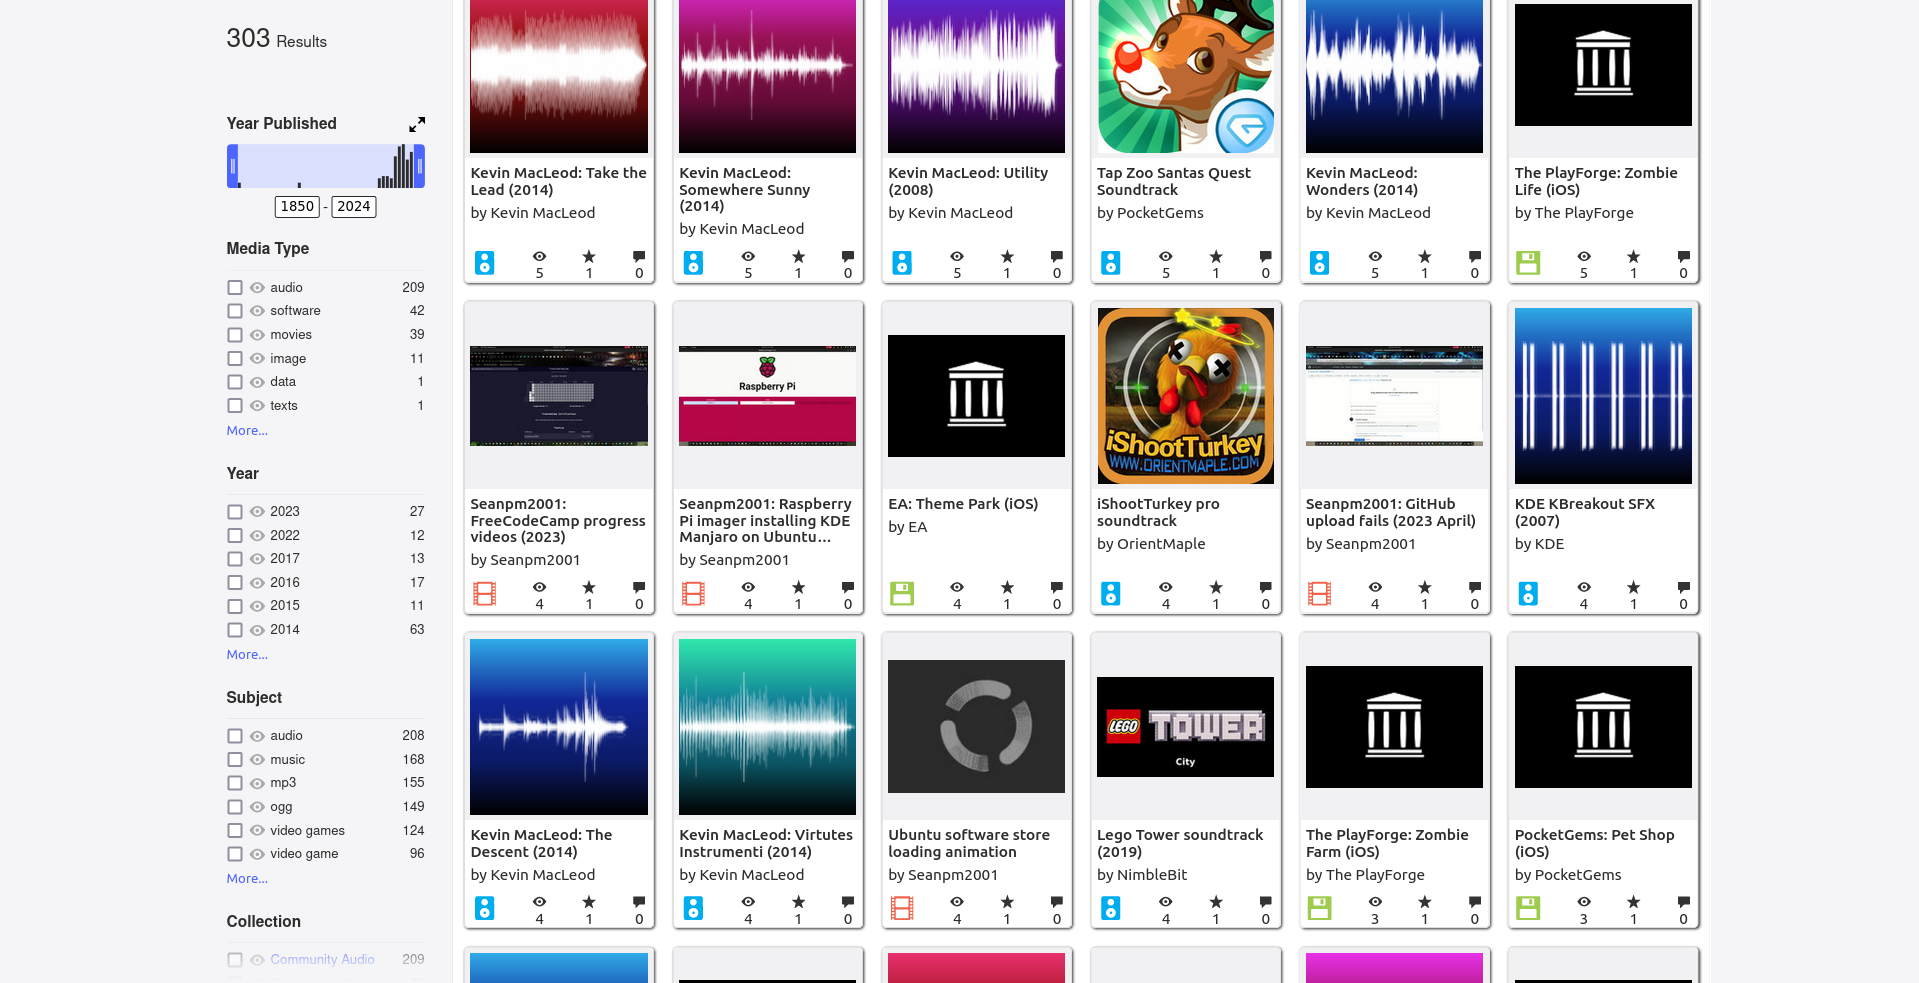 303 Results
Year Published
1850 - 2024
Media Type
audio 209
software 42
movies 39
image 11
data 1
texts 1
More...
Year
2023 27
2022 12
2017 13
2016 17
2015 11
2014 63
More...
Subject
audio 208
music 168
mp3 155
ogg 149
video games 124
video game 96
More...
Collection
Community Audio 209
Kevin MacLeod: Take the
Lead (2014)
by Kevin MacLeod
5 1 0
Kevin MacLeod:
Somewhere Sunny
(2014)
by Kevin MacLeod
5 1 0
Kevin MacLeod: Utility
(2008)
by Kevin MacLeod
5 1 0
Tap Zoo Santas Quest
Soundtrack
by PocketGems
5 1 0
Kevin MacLeod:
Wonders (2014)
by Kevin MacLeod
5 1 0
The PlayForge: Zombie
Life (iOS)
by The PlayForge
5 1 0
Seanpm2001:
FreeCodeCamp progress
videos (2023)
by Seanpm2001
4 1 0
Raspberry Pi
Seanpm2001: Raspberry
Pi imager installing KDE
Manjaro on Ubuntu...
by Seanpm2001
4 1 0
EA: Theme Park (iOS)
by EA
4 1 0
iShootTurkey
WWW.ORIENTMAPLE.COM
iShootTurkey pro
soundtrack
by OrientMaple
4 1 0
Seanpm2001: GitHub
upload fails (2023 April)
by Seanpm2001
4 1 0
KDE KBreakout SFX
(2007)
by KDE
4 1 0
Kevin MacLeod: The
Descent (2014)
by Kevin MacLeod
4 1 0
Kevin MacLeod: Virtutes
Instrumenti (2014)
by Kevin MacLeod
4 1 0
Ubuntu software store
loading animation
by Seanpm2001
4 1 0
LEGO TOWER
City
Lego Tower soundtrack
(2019)
by NimbleBit
4 1 0
The PlayForge: Zombie
Farm (iOS)
by The PlayForge
3 1 0
PocketGems: Pet Shop
(iOS)
by PocketGems
3 1 0